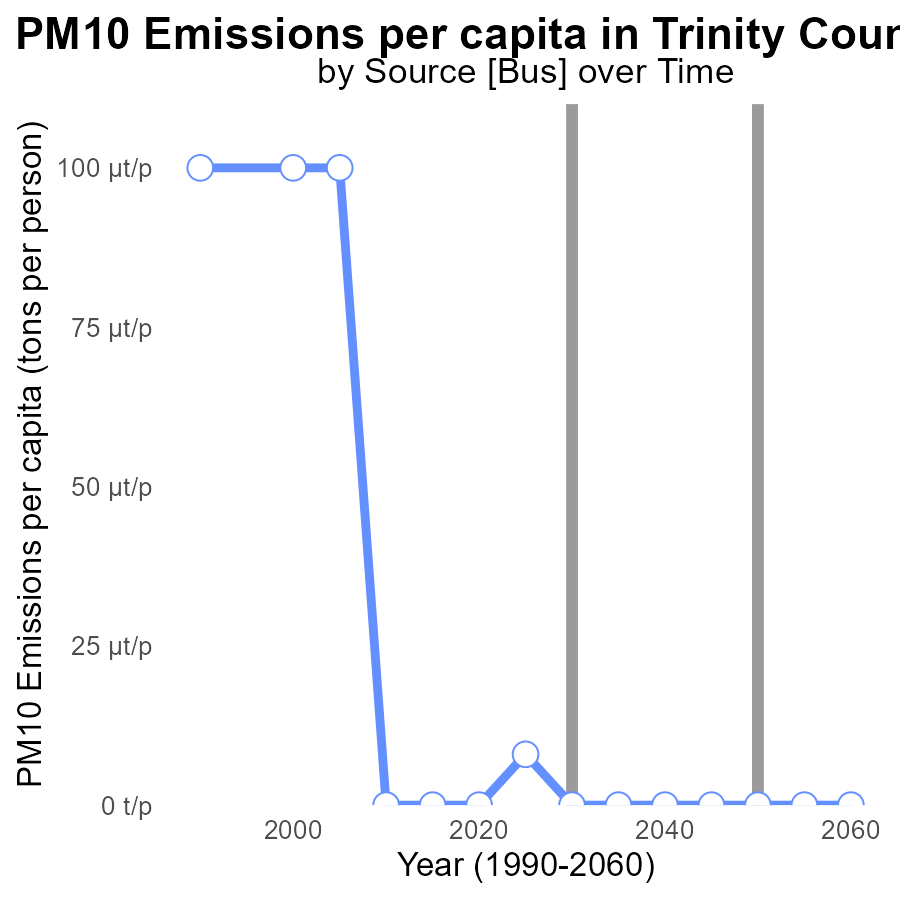 PM10 Emissions per capita in Trinity Cour
by Source [Bus] over Time
PM10 Emissions per capita (tons per person)
100 µt/p
75 µt/p
50 µt/p
25 µt/p
0 t/p
2000 2020 2040 2060
Year (1990-2060)